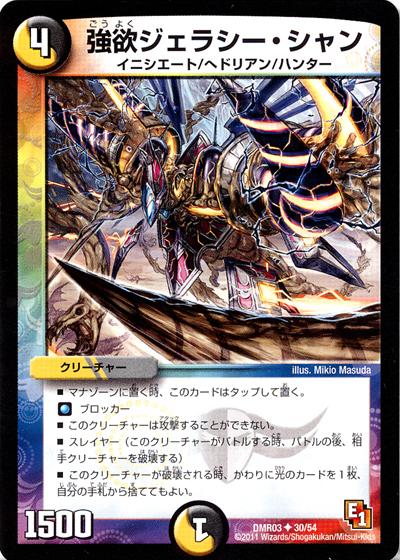 4
ごうよく
強欲ジェラシー・シャン
イニシエート/ヘドリアン/ハンター
クリーチャー
illus. Mikio Masuda
■ マナゾーンに置く時、このカードはタップして置く。
ブロッカー
■ このクリーチャーは攻撃することができない。
■ スレイヤー（このクリーチャーがバトルする時、バトルの後、相
手クリーチャーを破壊する）
■ このクリーチャーが破壊される時、かわりに光のカードを1枚、
自分の手札から捨ててもよい。
1500
1
DMR03 ◆ 30/54
©2011 Wizards/Shogakukan/Mitsui-Kids
E1